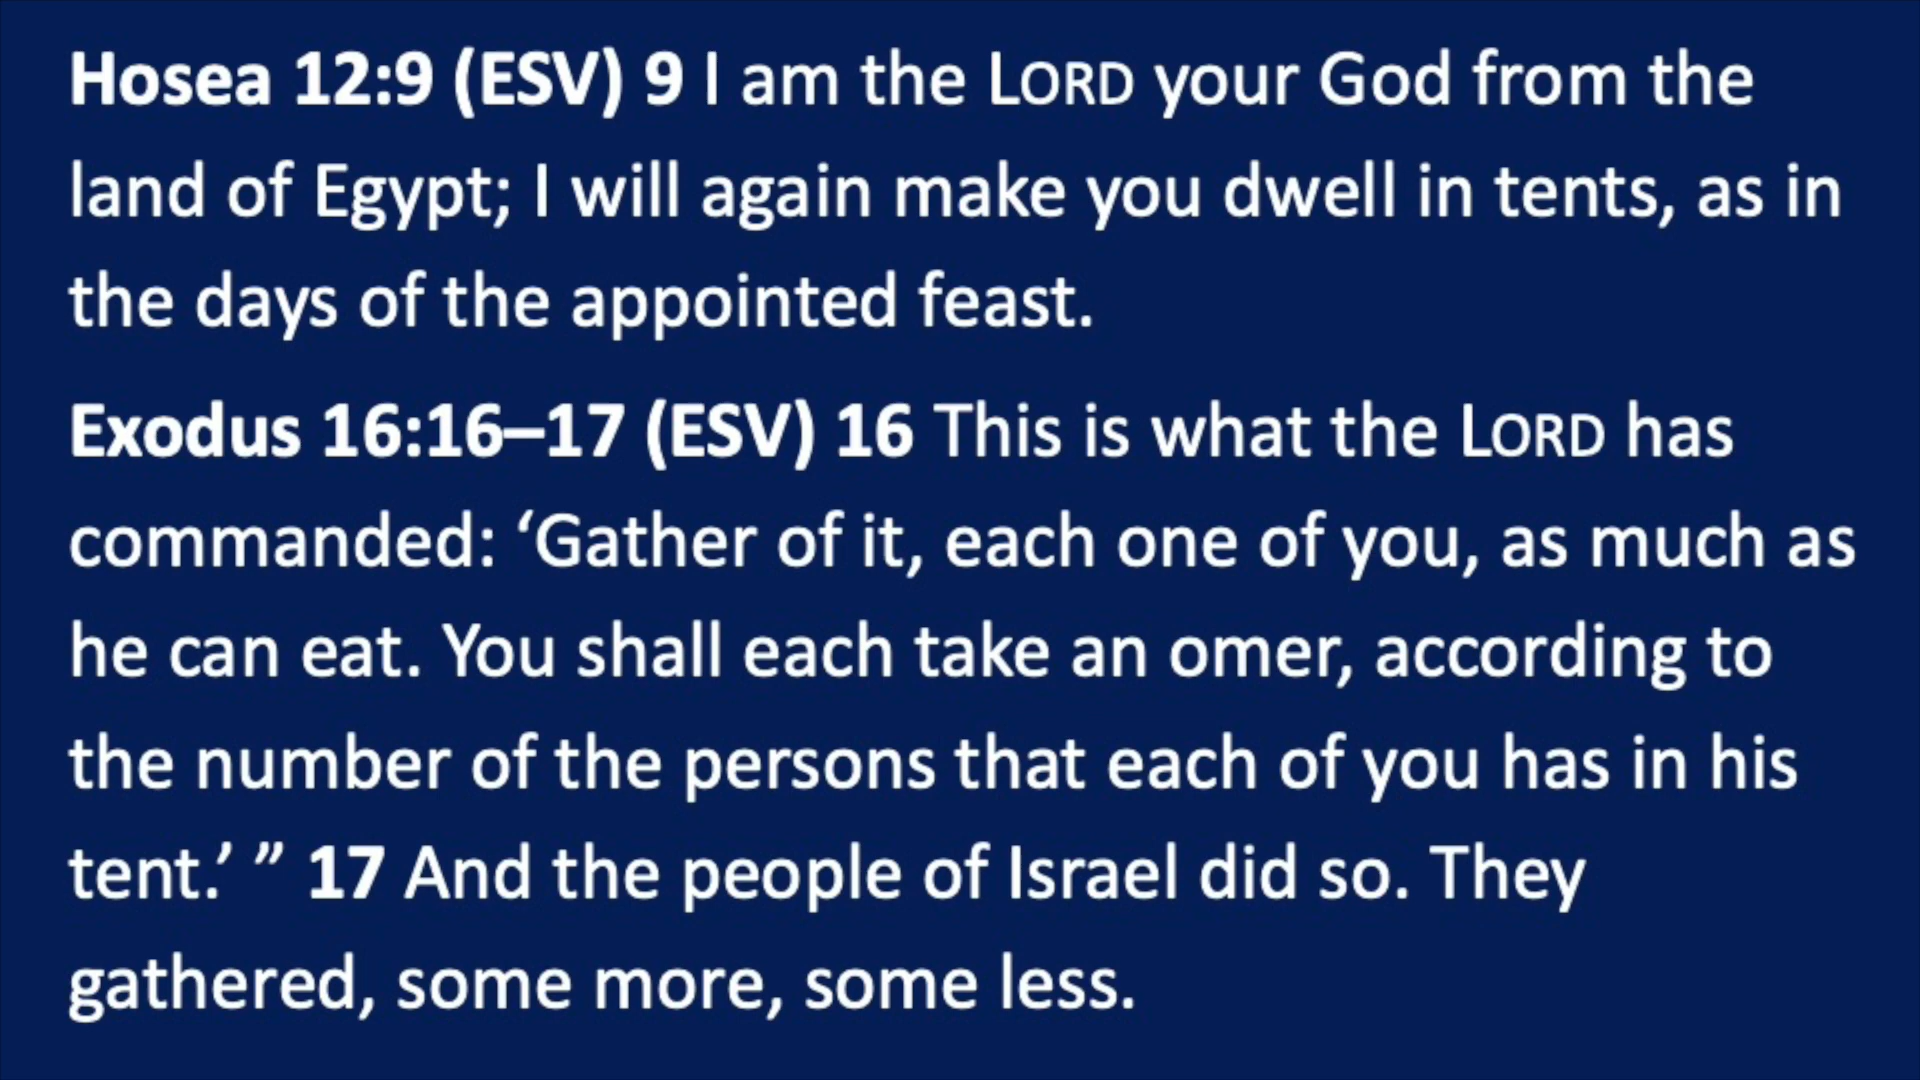 Hosea 12:9 (ESV) 9 I am the LORD your God from the
land of Egypt; I will again make you dwell in tents, as in
the days of the appointed feast.
Exodus 16:16–17 (ESV) 16 This is what the LORD has
commanded: ‘Gather of it, each one of you, as much as
he can eat. You shall each take an omer, according to
the number of the persons that each of you has in his
tent.’ ” 17 And the people of Israel did so. They
gathered, some more, some less.